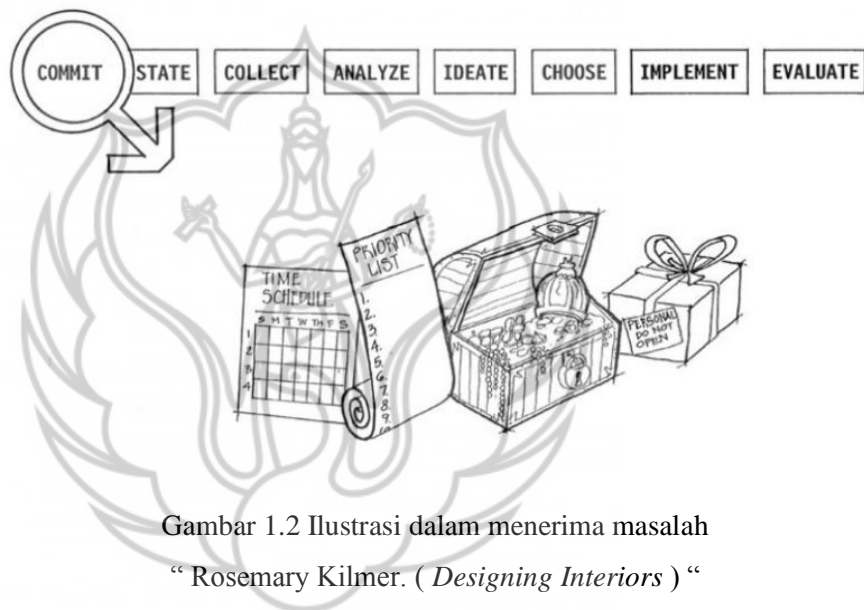 COMMIT STATE COLLECT ANALYZE IDEATE CHOOSE IMPLEMENT EVALUATE
TIME
SCHEDULE
S M T W TH F S
1
2
3
4
PRIORITY
LIST
1.
2.
3.
4.
5.
6.
7.
8.
9.
PERSONAL
DO NOT
OPEN
Gambar 1.2 Ilustrasi dalam menerima masalah
“ Rosemary Kilmer. ( Designing Interiors ) “